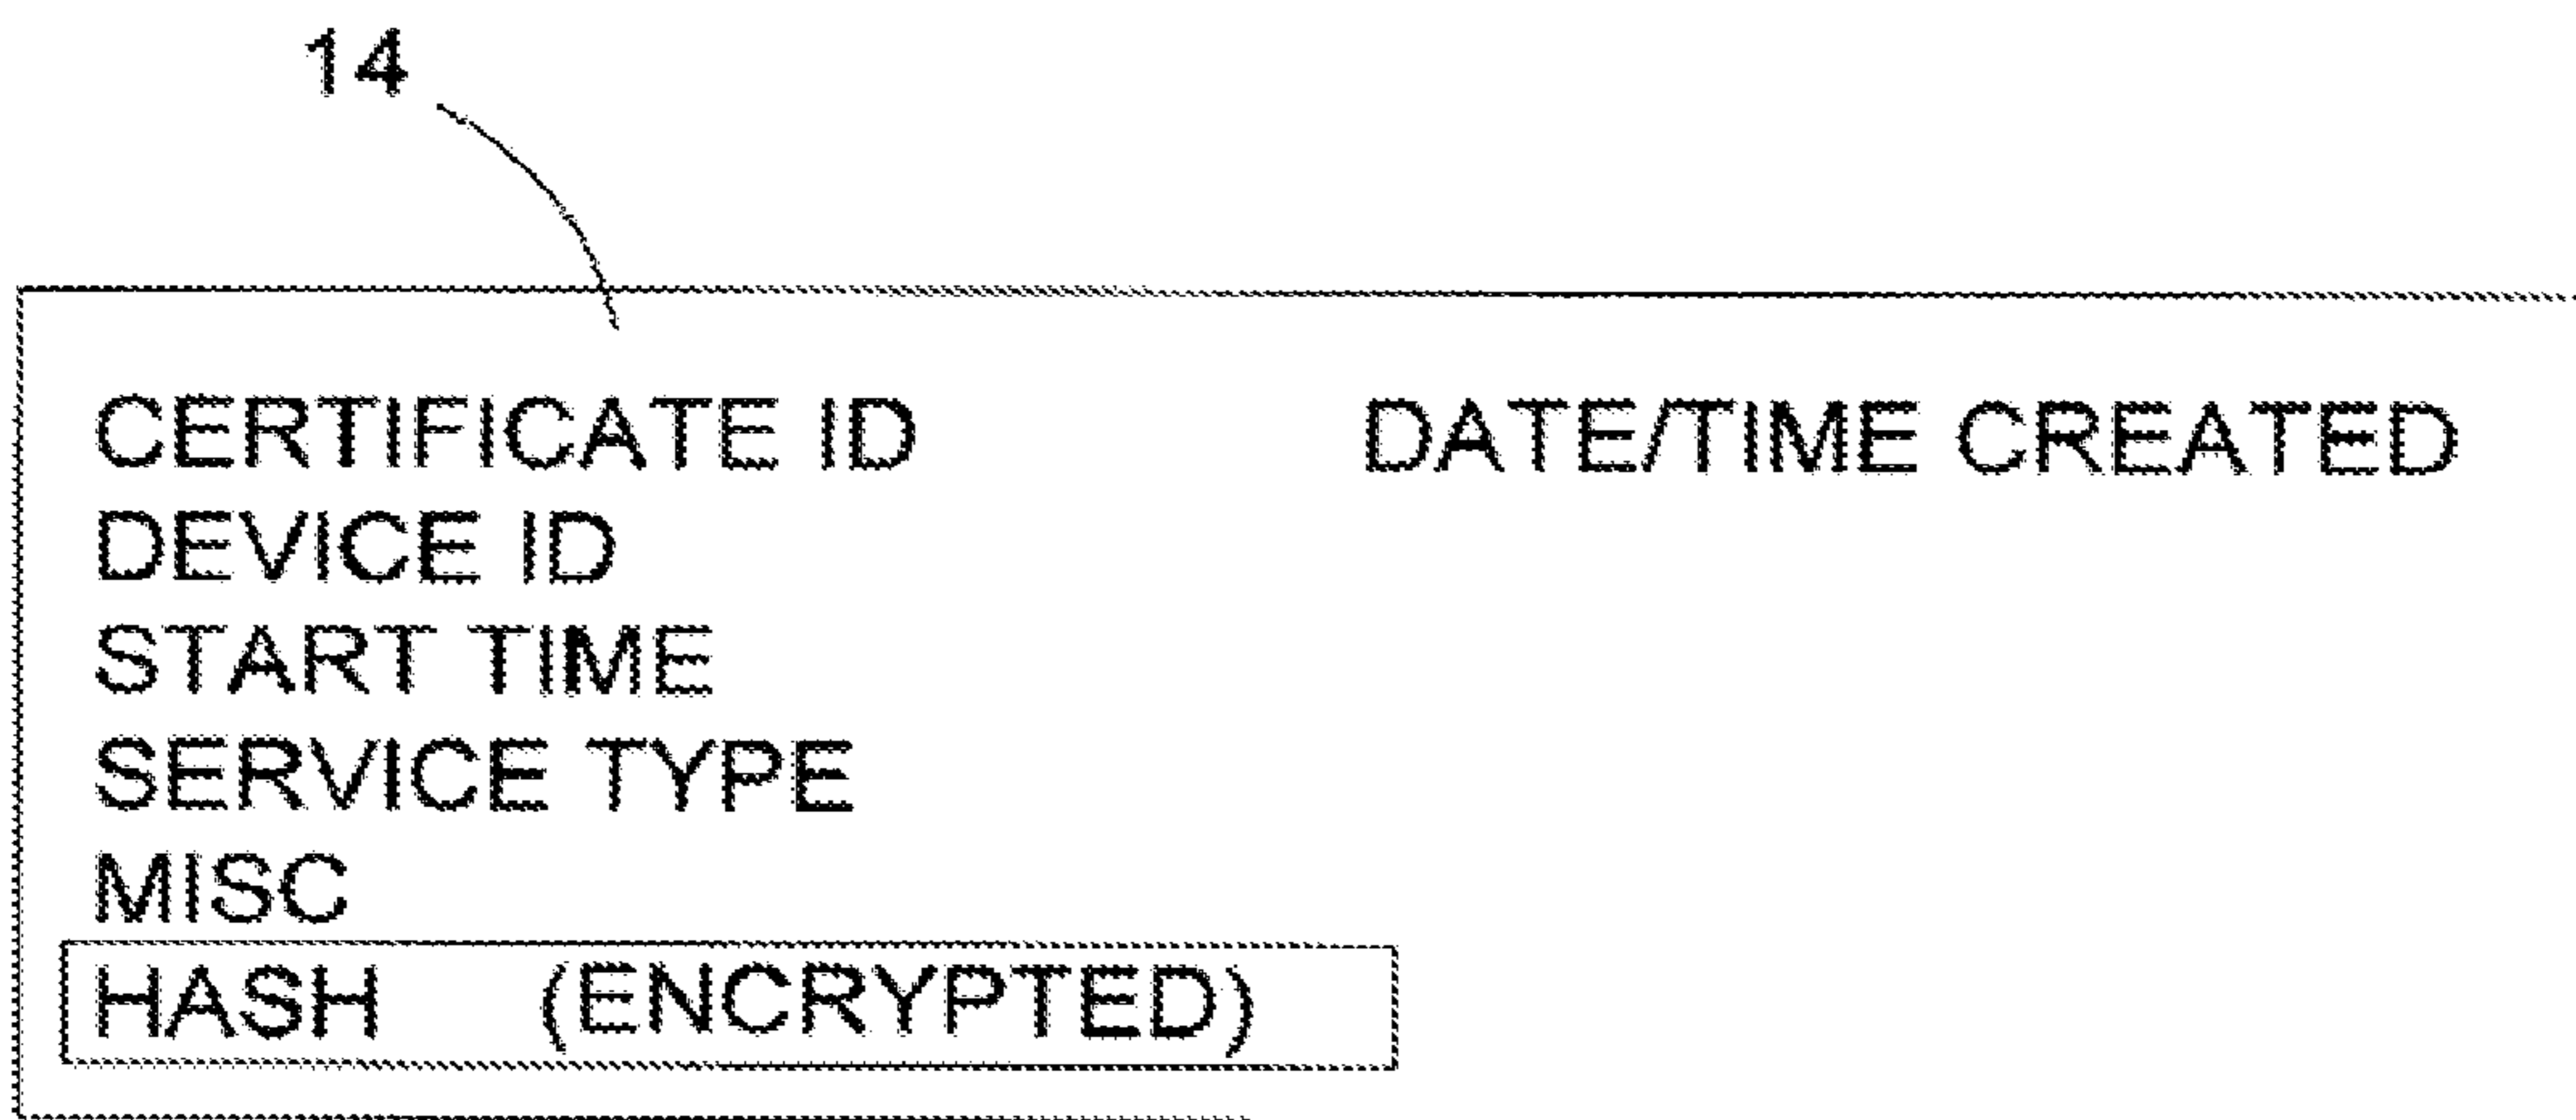 14
CERTIFICATE ID DATE/TIME CREATED
DEVICE ID
START TIME
SERVICE TYPE
MISC
HASH (ENCRYPTED)